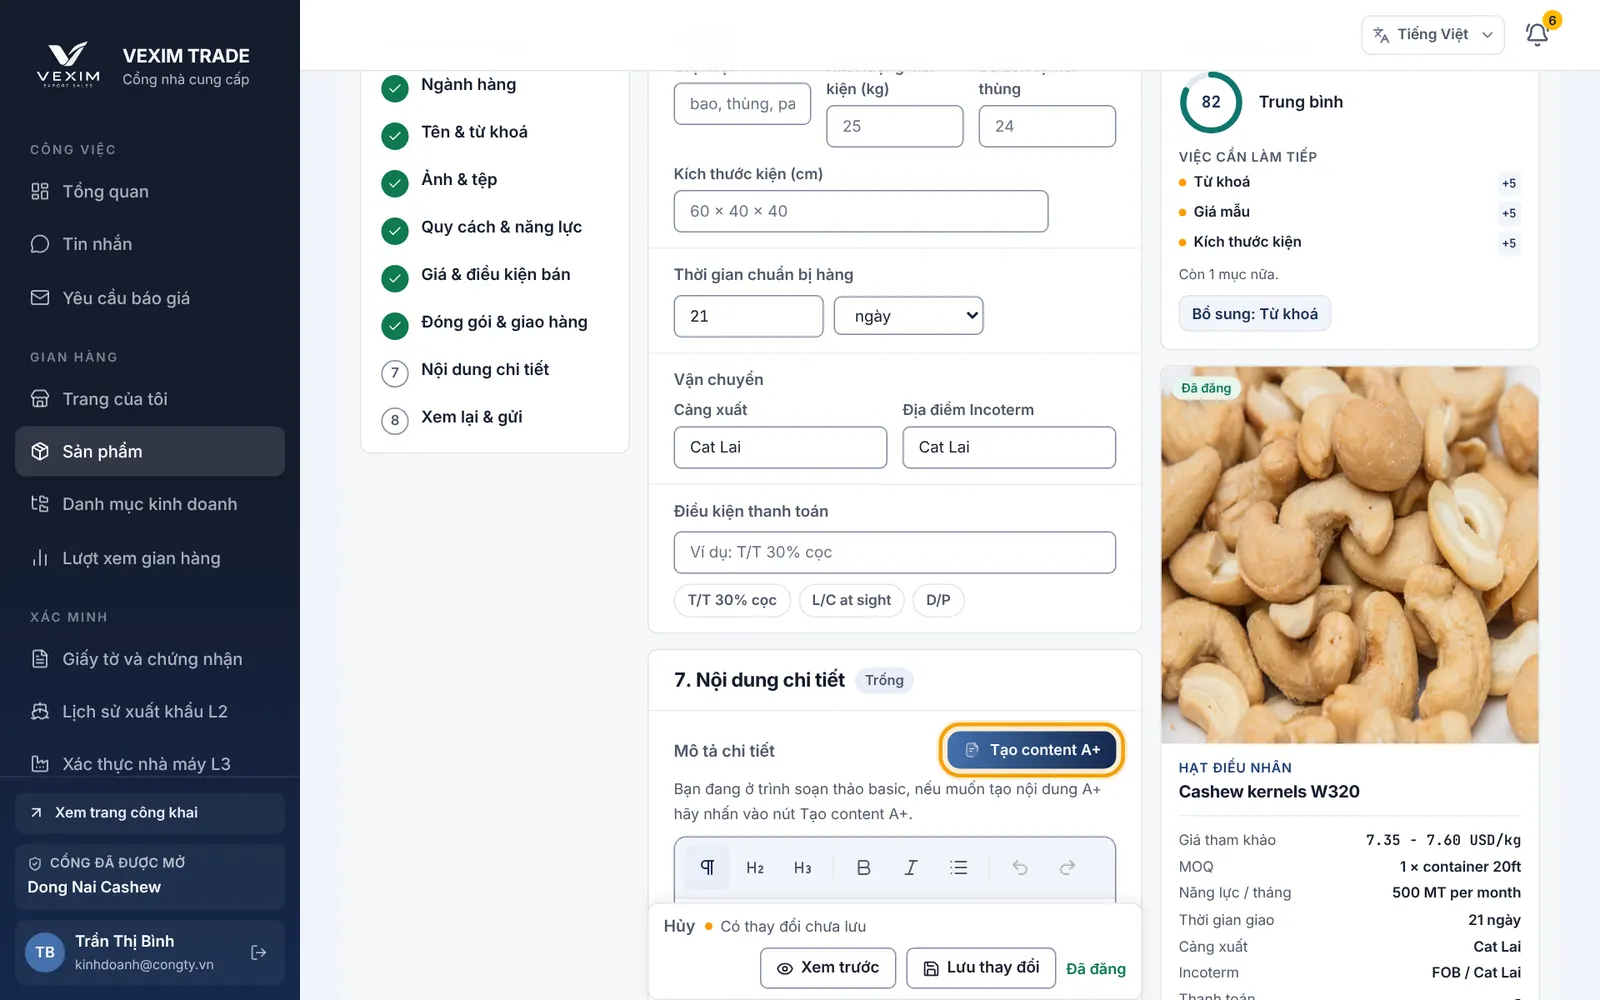 VEXIM
EXPORT SALES
VEXIM TRADE
Cổng nhà cung cấp
CÔNG VIỆC
Tổng quan
Tin nhắn
Yêu cầu báo giá
GIAN HÀNG
Trang của tôi
Sản phẩm
Danh mục kinh doanh
Lượt xem gian hàng
XÁC MINH
Giấy tờ và chứng nhận
Lịch sử xuất khẩu L2
Xác thực nhà máy L3
Xem trang công khai
CỔNG ĐÃ ĐƯỢC MỞ
Dong Nai Cashew
TB
Trần Thị Bình
kinhdoanh@congty.vn
Tiếng Việt
6
Ngành hàng
Tên & từ khoá
Ảnh & tệp
Quy cách & năng lực
Giá & điều kiện bán
Đóng gói & giao hàng
7 Nội dung chi tiết
8 Xem lại & gửi
kiện (kg)
thùng
bao, thùng, pa
25
24
Kích thước kiện (cm)
60 × 40 × 40
Thời gian chuẩn bị hàng
21
ngày
Vận chuyển
Cảng xuất
Địa điểm Incoterm
Cat Lai
Cat Lai
Điều kiện thanh toán
Ví dụ: T/T 30% cọc
T/T 30% cọc
L/C at sight
D/P
7. Nội dung chi tiết
Trống
Mô tả chi tiết
Tạo content A+
Bạn đang ở trình soạn thảo basic, nếu muốn tạo nội dung A+
hãy nhấn vào nút Tạo content A+.
¶ H2 H3 B I
Hủy
Có thay đổi chưa lưu
Xem trước
Lưu thay đổi
Đã đăng
82
Trung bình
VIỆC CẦN LÀM TIẾP
Từ khoá +5
Giá mẫu +5
Kích thước kiện +5
Còn 1 mục nữa.
Bổ sung: Từ khoá
Đã đăng
HẠT ĐIỀU NHÂN
Cashew kernels W320
Giá tham khảo 7.35 - 7.60 USD/kg
MOQ 1 × container 20ft
Năng lực / tháng 500 MT per month
Thời gian giao 21 ngày
Cảng xuất Cat Lai
Incoterm FOB / Cat Lai
Thanh toán -